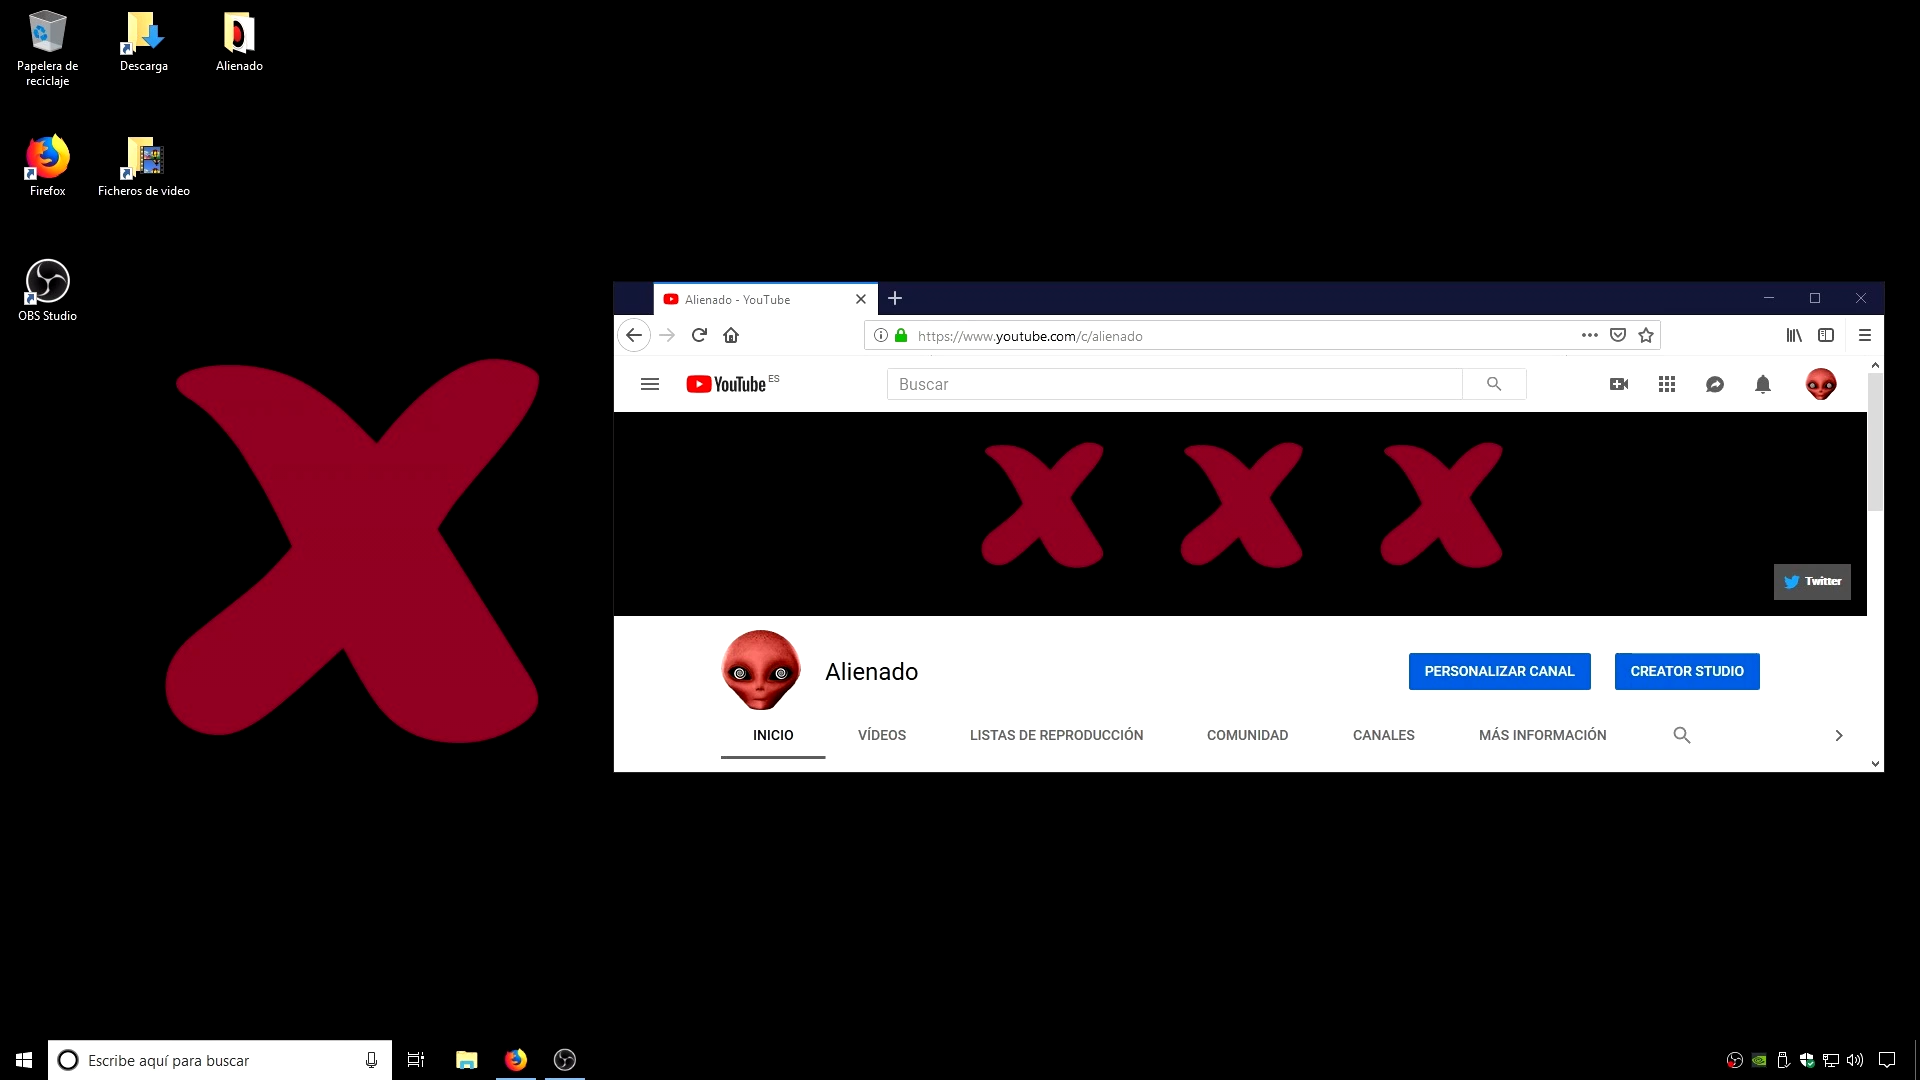 Papelera de
reciclaje
Descarga
Alienado
Firefox
Ficheros de video
OBS Studio
Alienado - YouTube
https://www.youtube.com/c/alienado
YouTube ES
Buscar
Twitter
Alienado
PERSONALIZAR CANAL
CREATOR STUDIO
INICIO
VÍDEOS
LISTAS DE REPRODUCCIÓN
COMUNIDAD
CANALES
MÁS INFORMACIÓN
Escribe aquí para buscar